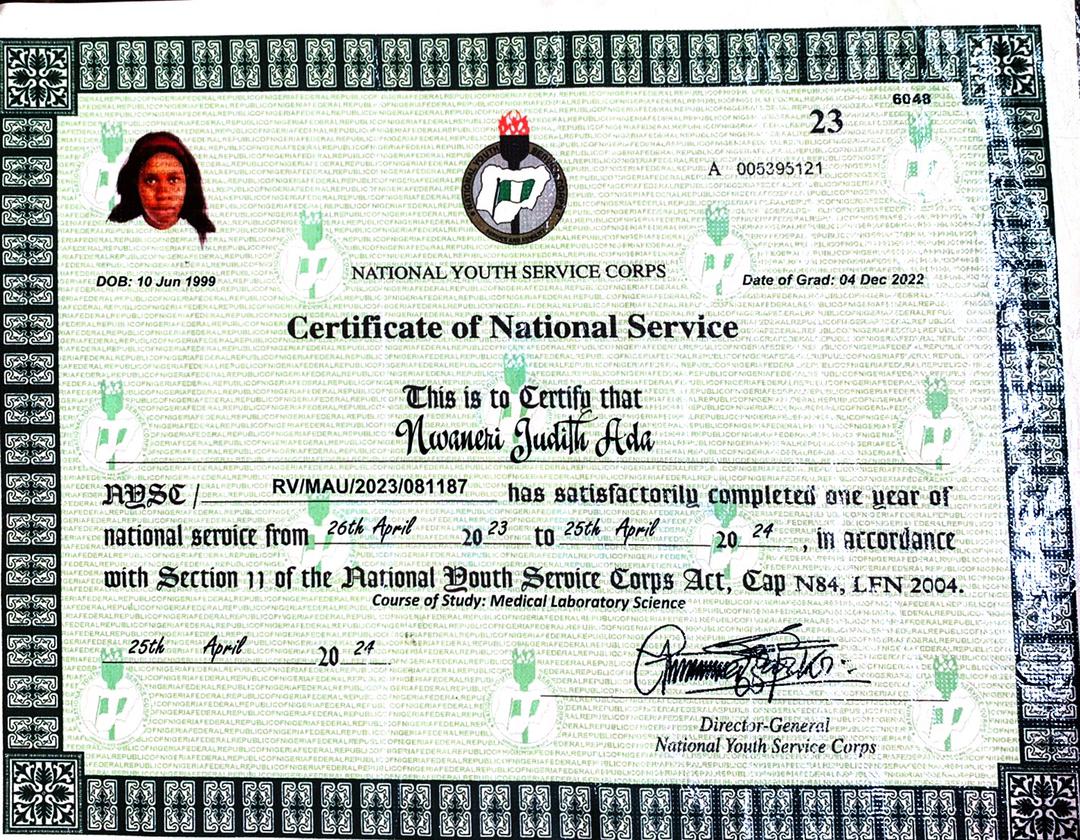 6048
23
A 005395121
NATIONAL YOUTH SERVICE CORPS
DOB: 10 Jun 1999
Date of Grad: 04 Dec 2022
Certificate of National Service
This is to Certify that
Nwaneri Judith Ada
NYSC / RV/MAU/2023/081187 has satisfactorily completed one year of
national service from 26th April 20 23 to 25th April 20 24 , in accordance
with Section 11 of the National Youth Service Corps Act, Cap N84, LFN 2004.
Course of Study: Medical Laboratory Science
25th April 20 24
Director-General
National Youth Service Corps